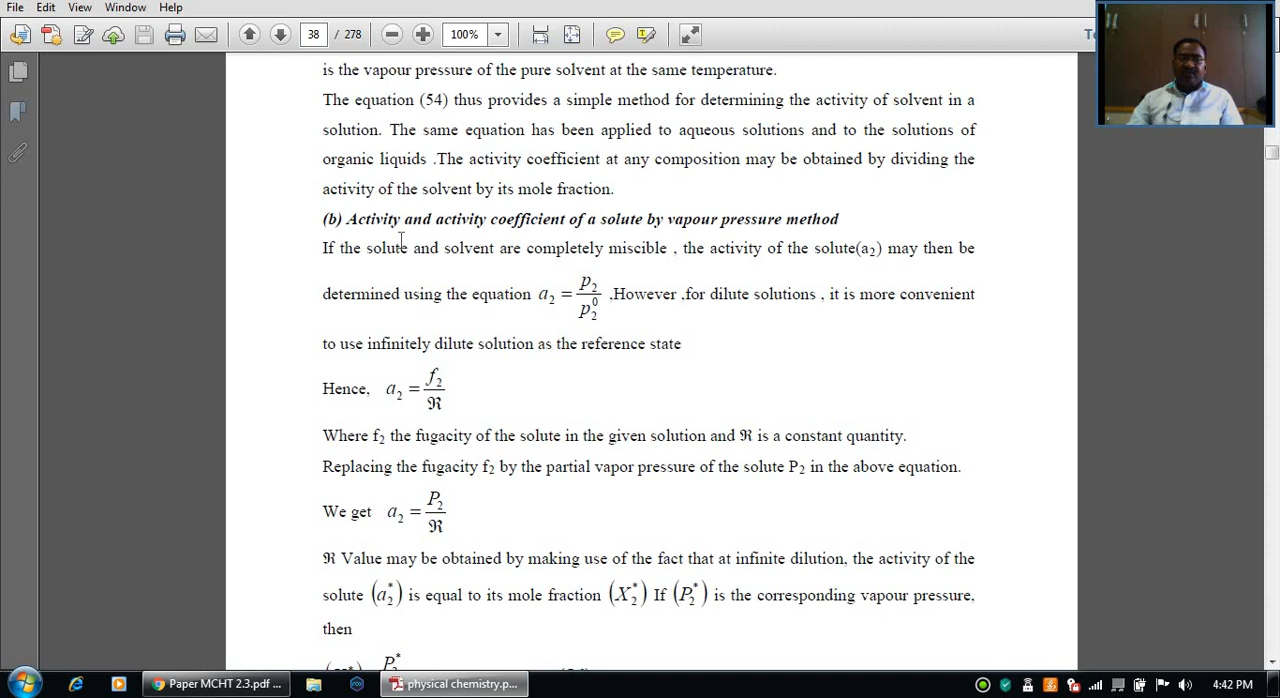 File Edit View Window Help
38 / 278 100%
is the vapour pressure of the pure solvent at the same temperature.
The equation (54) thus provides a simple method for determining the activity of solvent in a
solution. The same equation has been applied to aqueous solutions and to the solutions of
organic liquids .The activity coefficient at any composition may be obtained by dividing the
activity of the solvent by its mole fraction.
(b) Activity and activity coefficient of a solute by vapour pressure method
If the solute and solvent are completely miscible , the activity of the solute(a₂) may then be
determined using the equation a₂ = p₂ / p₂⁰ ,However ,for dilute solutions , it is more convenient
to use infinitely dilute solution as the reference state
Hence, a₂ = f₂ / ℜ
Where f₂ the fugacity of the solute in the given solution and ℜ is a constant quantity.
Replacing the fugacity f₂ by the partial vapor pressure of the solute P₂ in the above equation.
We get a₂ = P₂ / ℜ
ℜ Value may be obtained by making use of the fact that at infinite dilution, the activity of the
solute (a₂*) is equal to its mole fraction (X₂*) If (P₂*) is the corresponding vapour pressure,
then
P₂*
Paper MCHT 2.3.pdf ... physical chemistry.p... 4:42 PM